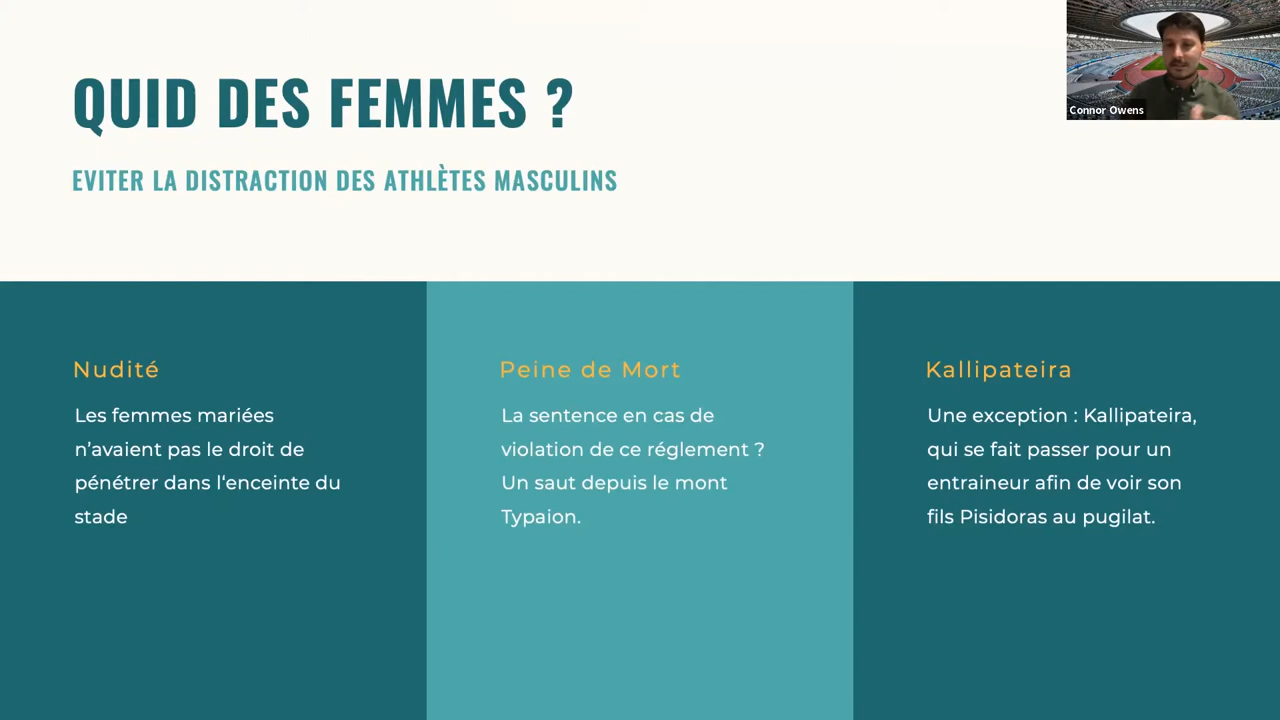 QUID DES FEMMES ?
EVITER LA DISTRACTION DES ATHLÈTES MASCULINS
Connor Owens
Nudité
Les femmes mariées
n’avaient pas le droit de
pénétrer dans l‘enceinte du
stade
Peine de Mort
La sentence en cas de
violation de ce réglement ?
Un saut depuis le mont
Typaion.
Kallipateira
Une exception : Kallipateira,
qui se fait passer pour un
entraineur afin de voir son
fils Pisidoras au pugilat.